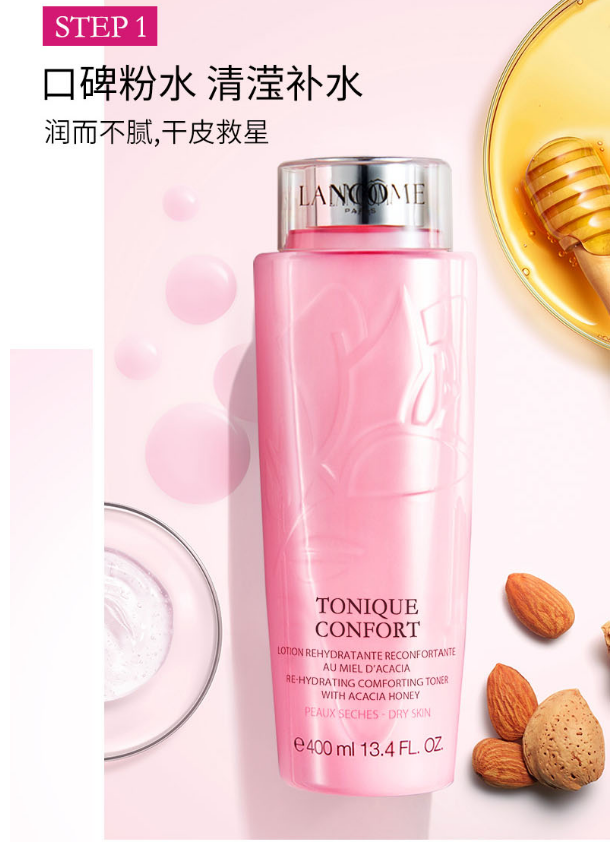 STEP 1
口碑粉水 清滢补水
润而不腻,干皮救星
LANCÔME
PARIS
TONIQUE
CONFORT
LOTION REHYDRATANTE RECONFORTANTE
AU MIEL D'ACACIA
RE-HYDRATING COMFORTING TONER
WITH ACACIA HONEY
PEAUX SECHES - DRY SKIN
℮400 ml 13.4 FL. OZ.